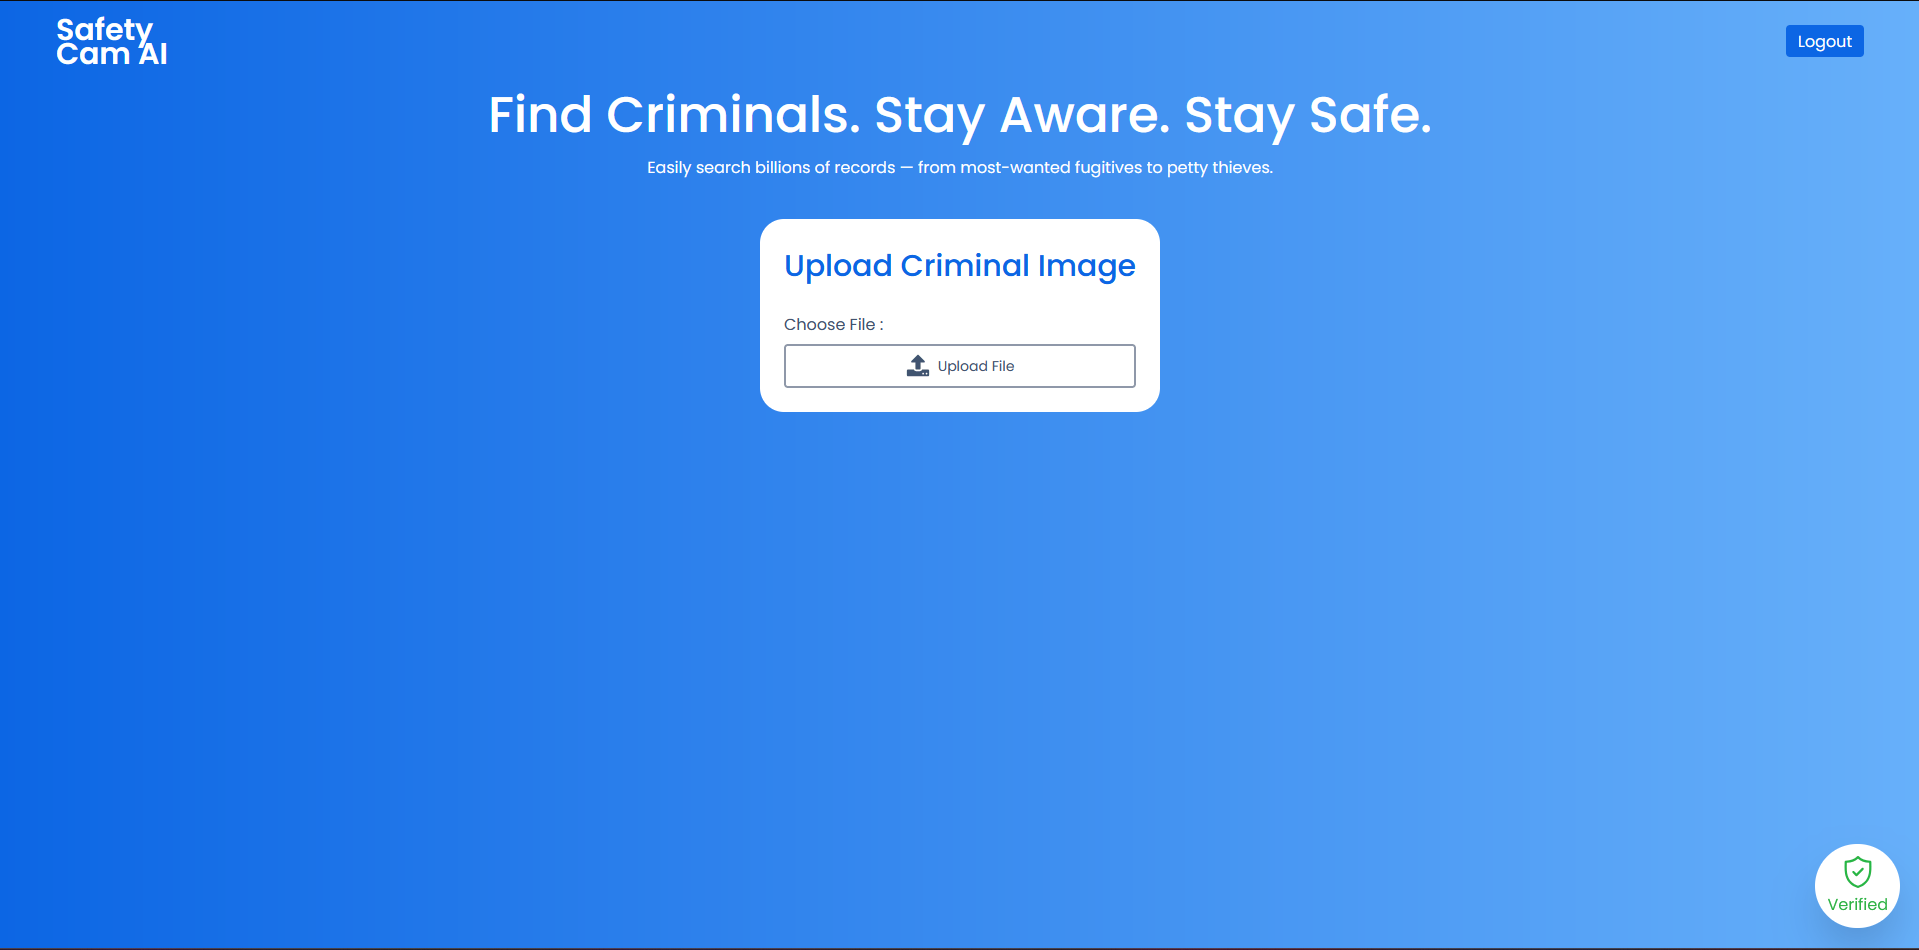 Safety
Cam AI
Logout
Find Criminals. Stay Aware. Stay Safe.
Easily search billions of records — from most-wanted fugitives to petty thieves.
Upload Criminal Image
Choose File :
Upload File
Verified